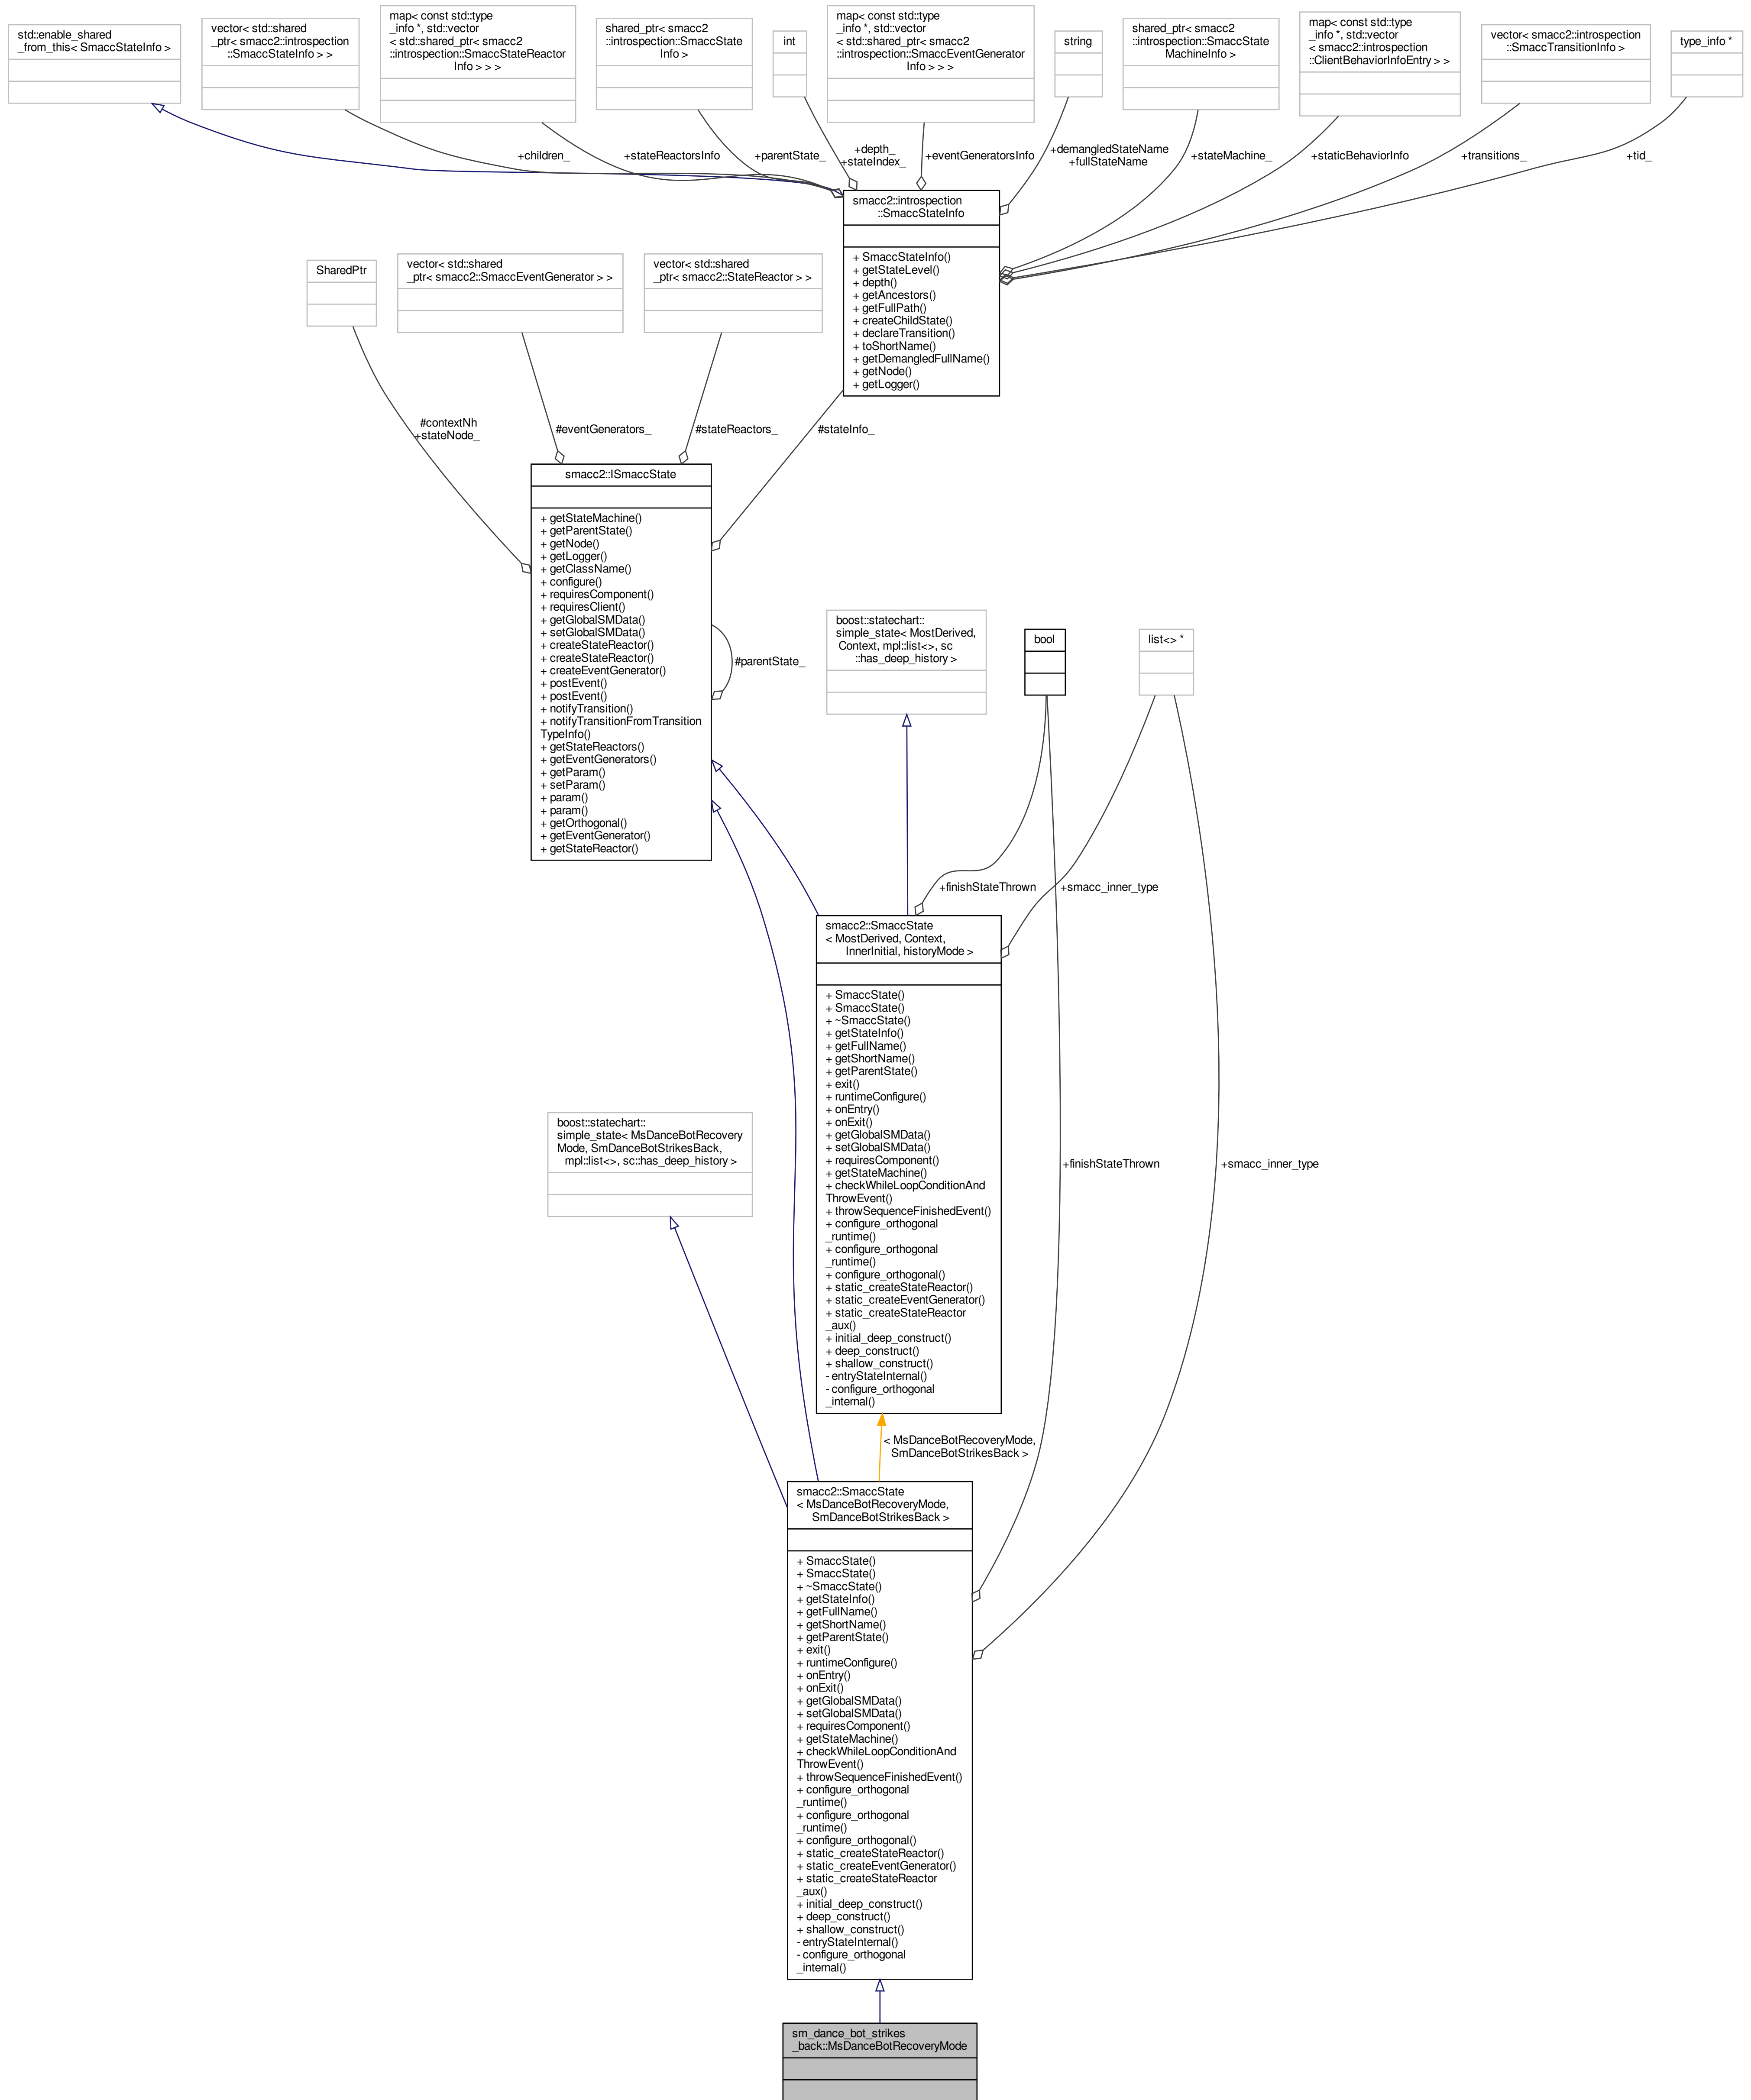 std::enable_shared
_from_this< SmaccStateInfo >
vector< std::shared
_ptr< smacc2::introspection
::SmaccStateInfo > >
map< const std::type
_info *, std::vector
< std::shared_ptr< smacc2
::introspection::SmaccStateReactor
Info > > >
shared_ptr< smacc2
::introspection::SmaccState
Info >
int
map< const std::type
_info *, std::vector
< std::shared_ptr< smacc2
::introspection::SmaccEventGenerator
Info > > >
string
shared_ptr< smacc2
::introspection::SmaccState
MachineInfo >
map< const std::type
_info *, std::vector
< smacc2::introspection
::ClientBehaviorInfoEntry > >
vector< smacc2::introspection
::SmaccTransitionInfo >
type_info *
+children_
+stateReactorsInfo
+parentState_
+depth_
+stateIndex_
+eventGeneratorsInfo
+demangledStateName
+fullStateName
+stateMachine_
+staticBehaviorInfo
+transitions_
+tid_
smacc2::introspection
::SmaccStateInfo
+ SmaccStateInfo()
+ getStateLevel()
+ depth()
+ getAncestors()
+ getFullPath()
+ createChildState()
+ declareTransition()
+ toShortName()
+ getDemangledFullName()
+ getNode()
+ getLogger()
SharedPtr
vector< std::shared
_ptr< smacc2::SmaccEventGenerator > >
vector< std::shared
_ptr< smacc2::StateReactor > >
#contextNh
+stateNode_
#eventGenerators_
#stateReactors_
#stateInfo_
smacc2::ISmaccState
+ getStateMachine()
+ getParentState()
+ getNode()
+ getLogger()
+ getClassName()
+ configure()
+ requiresComponent()
+ requiresClient()
+ getGlobalSMData()
+ setGlobalSMData()
+ createStateReactor()
+ createStateReactor()
+ createEventGenerator()
+ postEvent()
+ postEvent()
+ notifyTransition()
+ notifyTransitionFromTransition
TypeInfo()
+ getStateReactors()
+ getEventGenerators()
+ getParam()
+ setParam()
+ param()
+ param()
+ getOrthogonal()
+ getEventGenerator()
+ getStateReactor()
#parentState_
boost::statechart::
simple_state< MostDerived,
Context, mpl::list<>, sc
::has_deep_history >
bool
list<> *
+finishStateThrown
+smacc_inner_type
smacc2::SmaccState
< MostDerived, Context,
InnerInitial, historyMode >
+ SmaccState()
+ SmaccState()
+ ~SmaccState()
+ getStateInfo()
+ getFullName()
+ getShortName()
+ getParentState()
+ exit()
+ runtimeConfigure()
+ onEntry()
+ onExit()
+ getGlobalSMData()
+ setGlobalSMData()
+ requiresComponent()
+ getStateMachine()
+ checkWhileLoopConditionAnd
ThrowEvent()
+ throwSequenceFinishedEvent()
+ configure_orthogonal
_runtime()
+ configure_orthogonal
_runtime()
+ configure_orthogonal()
+ static_createStateReactor()
+ static_createEventGenerator()
+ static_createStateReactor
_aux()
+ initial_deep_construct()
+ deep_construct()
+ shallow_construct()
- entryStateInternal()
- configure_orthogonal
_internal()
boost::statechart::
simple_state< MsDanceBotRecovery
Mode, SmDanceBotStrikesBack,
mpl::list<>, sc::has_deep_history >
+finishStateThrown
+smacc_inner_type
< MsDanceBotRecoveryMode,
SmDanceBotStrikesBack >
smacc2::SmaccState
< MsDanceBotRecoveryMode,
SmDanceBotStrikesBack >
+ SmaccState()
+ SmaccState()
+ ~SmaccState()
+ getStateInfo()
+ getFullName()
+ getShortName()
+ getParentState()
+ exit()
+ runtimeConfigure()
+ onEntry()
+ onExit()
+ getGlobalSMData()
+ setGlobalSMData()
+ requiresComponent()
+ getStateMachine()
+ checkWhileLoopConditionAnd
ThrowEvent()
+ throwSequenceFinishedEvent()
+ configure_orthogonal
_runtime()
+ configure_orthogonal
_runtime()
+ configure_orthogonal()
+ static_createStateReactor()
+ static_createEventGenerator()
+ static_createStateReactor
_aux()
+ initial_deep_construct()
+ deep_construct()
+ shallow_construct()
- entryStateInternal()
- configure_orthogonal
_internal()
sm_dance_bot_strikes
_back::MsDanceBotRecoveryMode